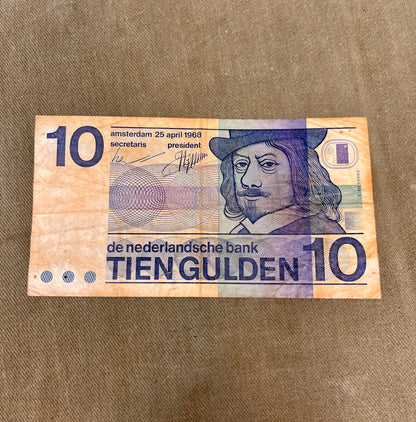 10
amsterdam 25 april 1968
secretaris president
de nederlandsche bank
TIEN GULDEN 10